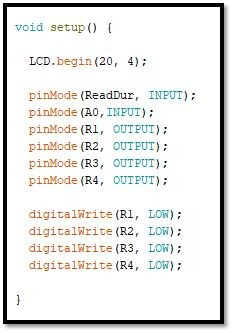 void setup() {
LCD.begin(20, 4);
pinMode(ReadDur, INPUT);
pinMode(A0,INPUT);
pinMode(R1, OUTPUT);
pinMode(R2, OUTPUT);
pinMode(R3, OUTPUT);
pinMode(R4, OUTPUT);
digitalWrite(R1, LOW);
digitalWrite(R2, LOW);
digitalWrite(R3, LOW);
digitalWrite(R4, LOW);
}